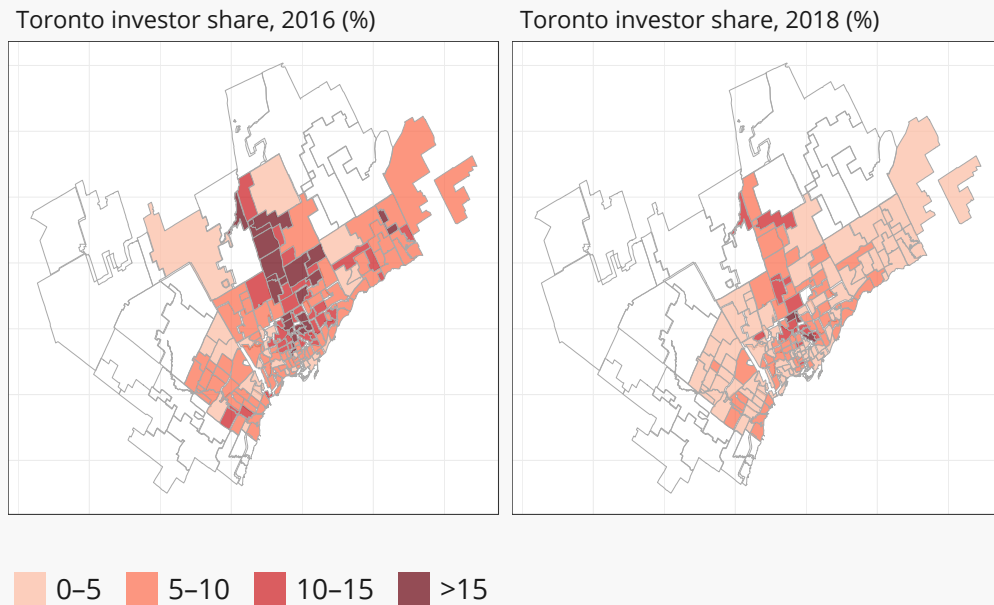 Toronto investor share, 2016 (%)
Toronto investor share, 2018 (%)
0–5
5–10
10–15
>15